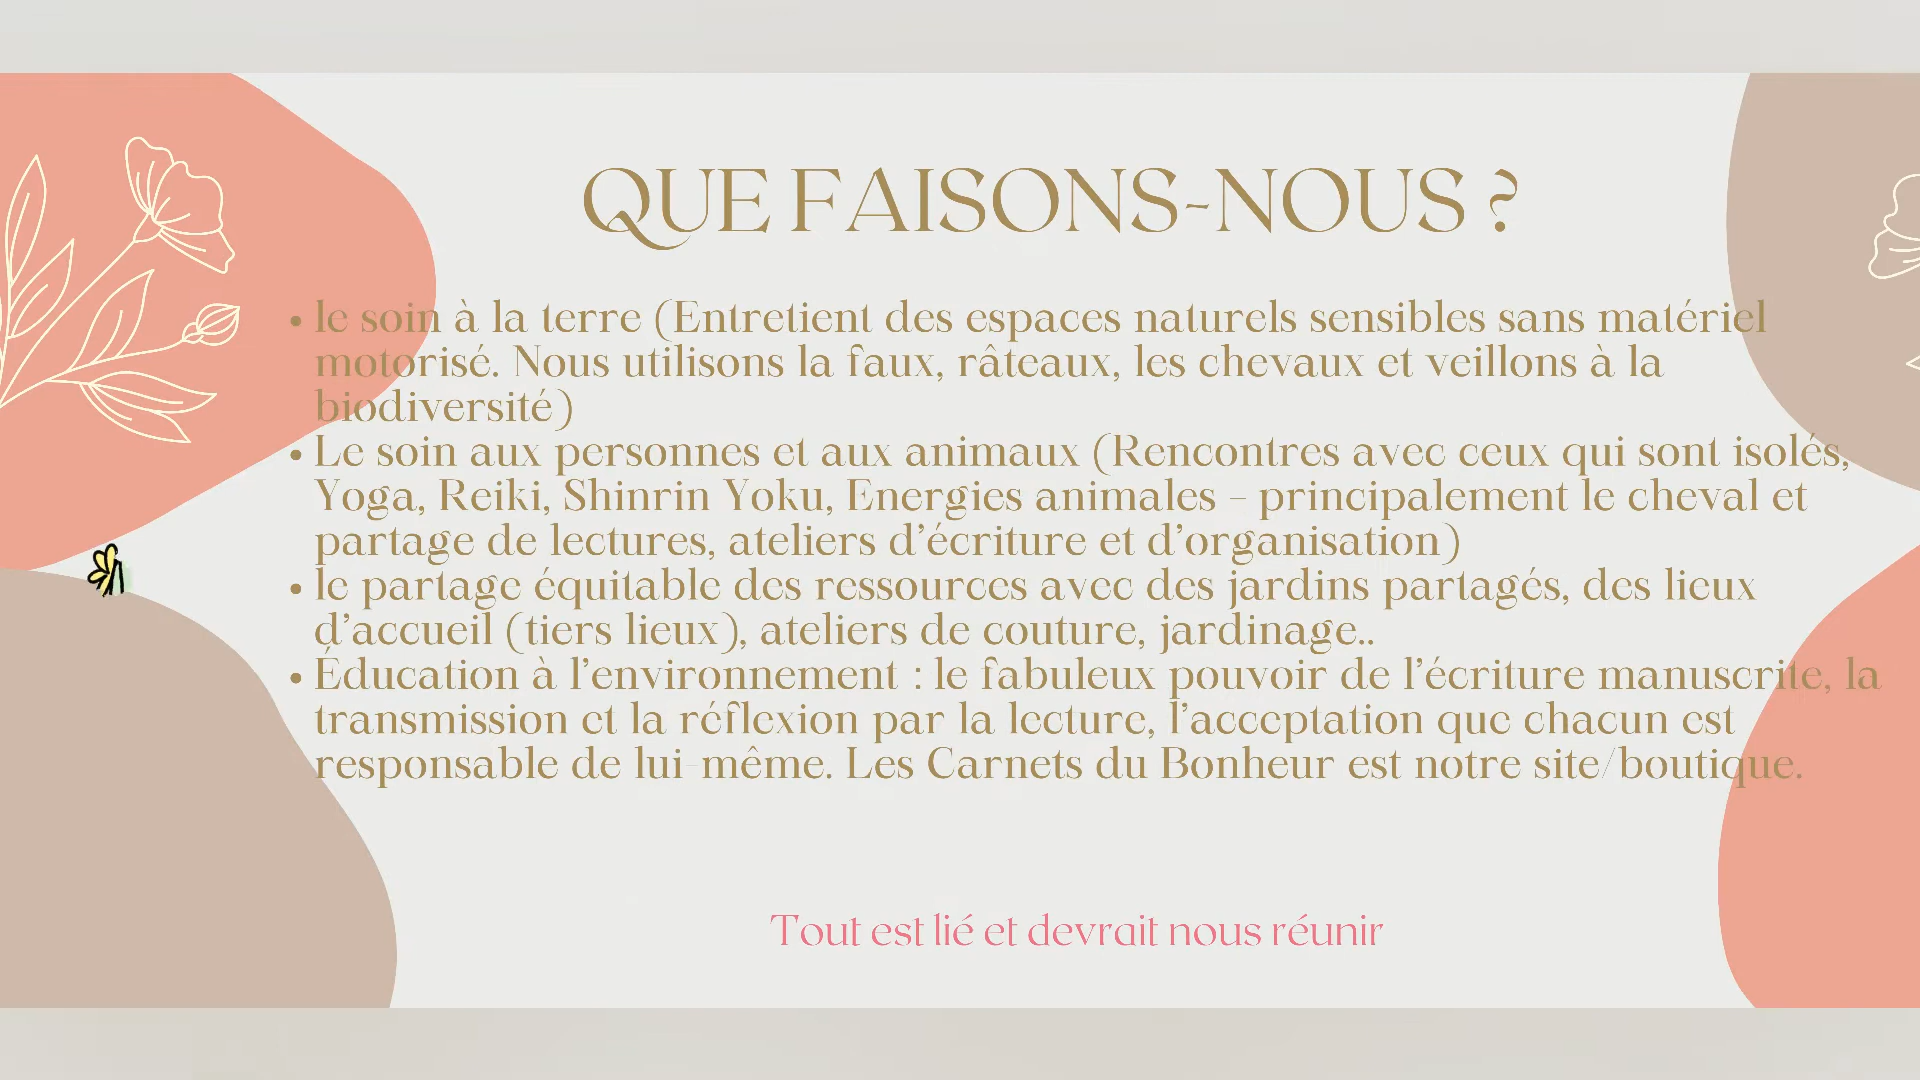 QUE FAISONS-NOUS ?
• le soin à la terre (Entretient des espaces naturels sensibles sans matériel
motorisé. Nous utilisons la faux, râteaux, les chevaux et veillons à la
biodiversité)
• Le soin aux personnes et aux animaux (Rencontres avec ceux qui sont isolés,
Yoga, Reiki, Shinrin Yoku, Energies animales - principalement le cheval et
partage de lectures, ateliers d'écriture et d'organisation)
• le partage équitable des ressources avec des jardins partagés, des lieux
d'accueil (tiers lieux), ateliers de couture, jardinage..
• Éducation à l'environnement : le fabuleux pouvoir de l'écriture manuscrite, la
transmission et la réflexion par la lecture, l'acceptation que chacun est
responsable de lui-même. Les Carnets du Bonheur est notre site/boutique.
Tout est lié et devrait nous réunir